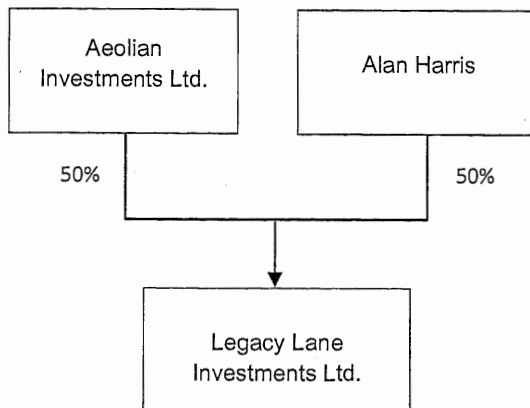 Aeolian
Investments Ltd.
Alan Harris
50%
50%
Legacy Lane
Investments Ltd.